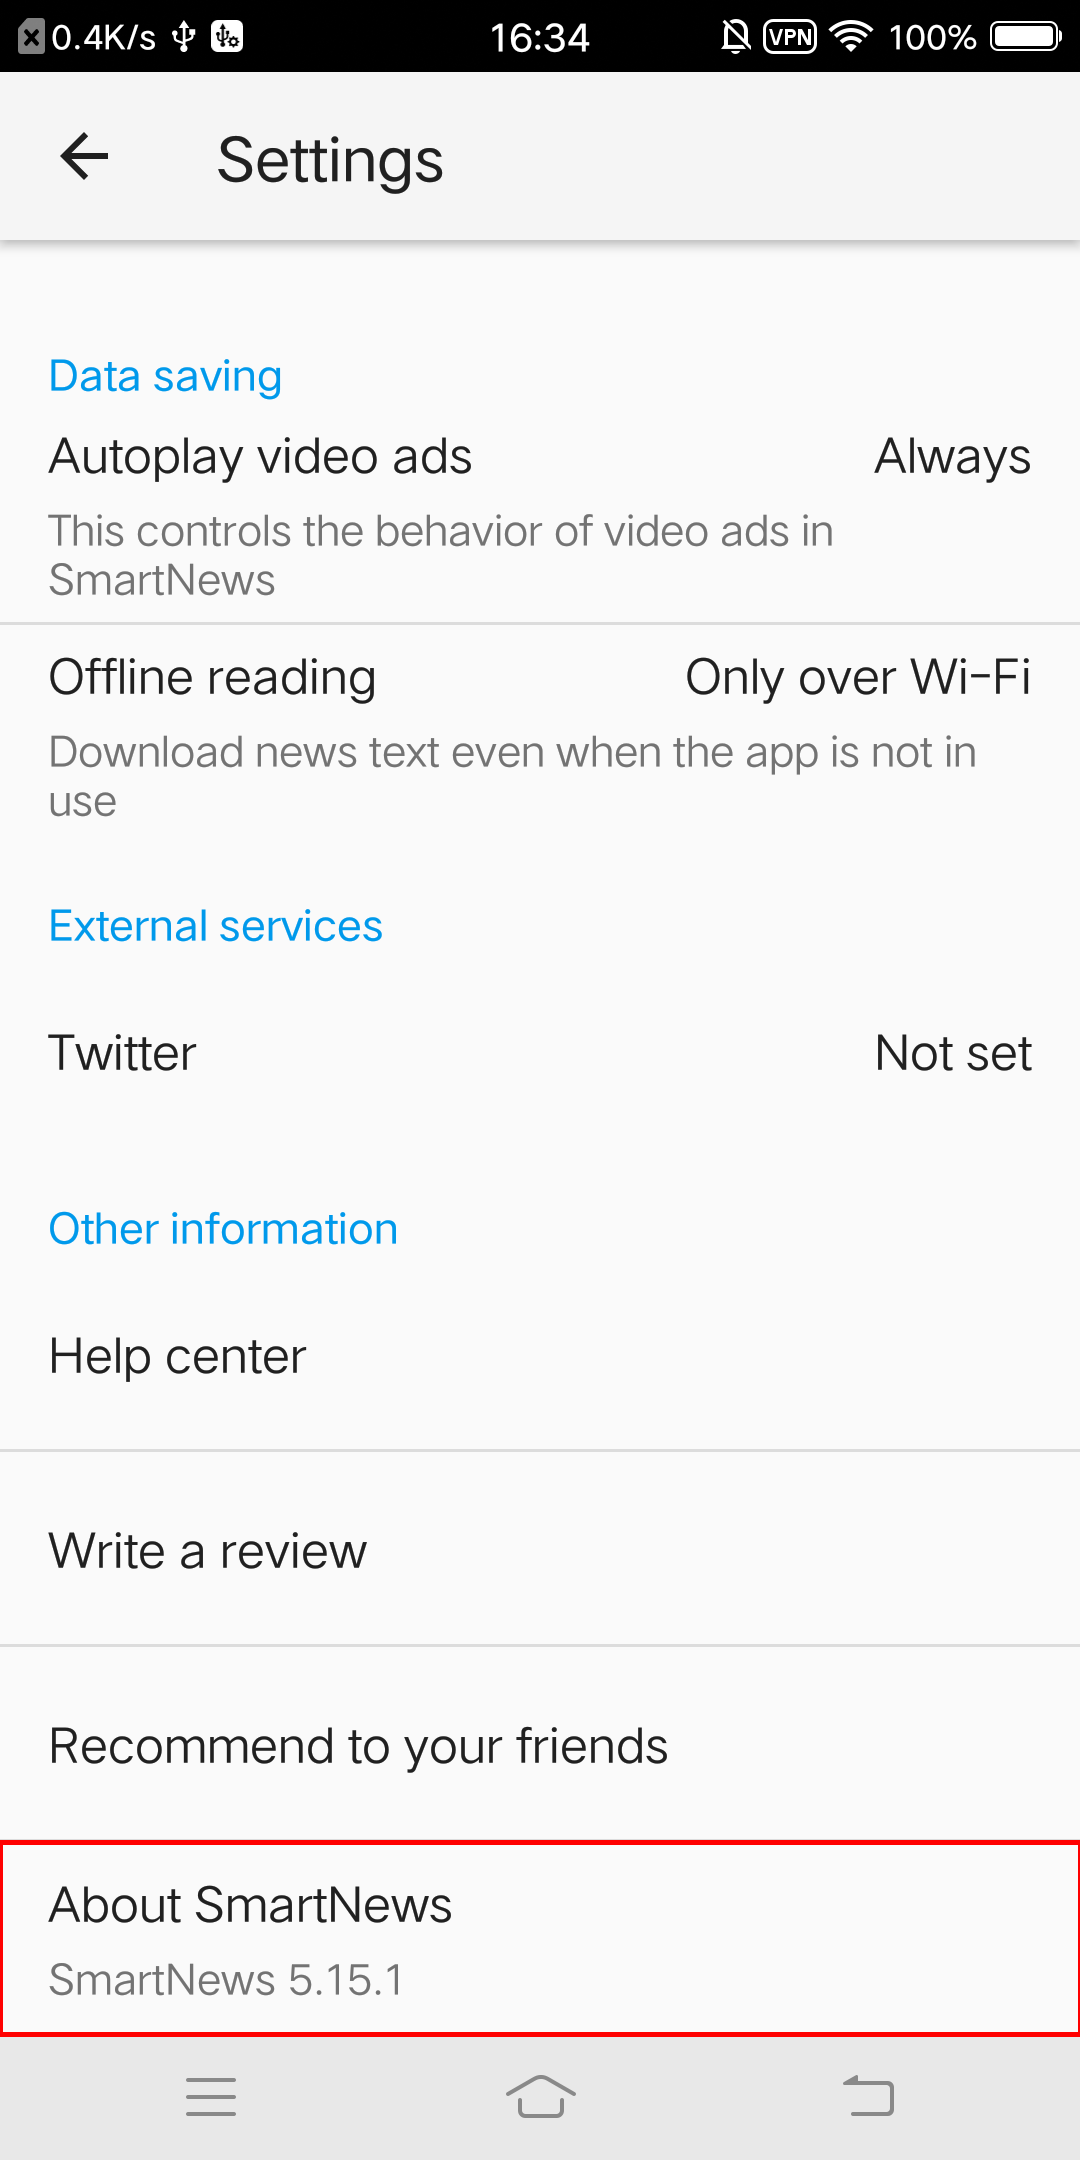 0.4K/s 16:34 VPN 100%
Settings
Data saving
Autoplay video ads Always
This controls the behavior of video ads in
SmartNews
Offline reading Only over Wi-Fi
Download news text even when the app is not in
use
External services
Twitter Not set
Other information
Help center
Write a review
Recommend to your friends
About SmartNews
SmartNews 5.15.1